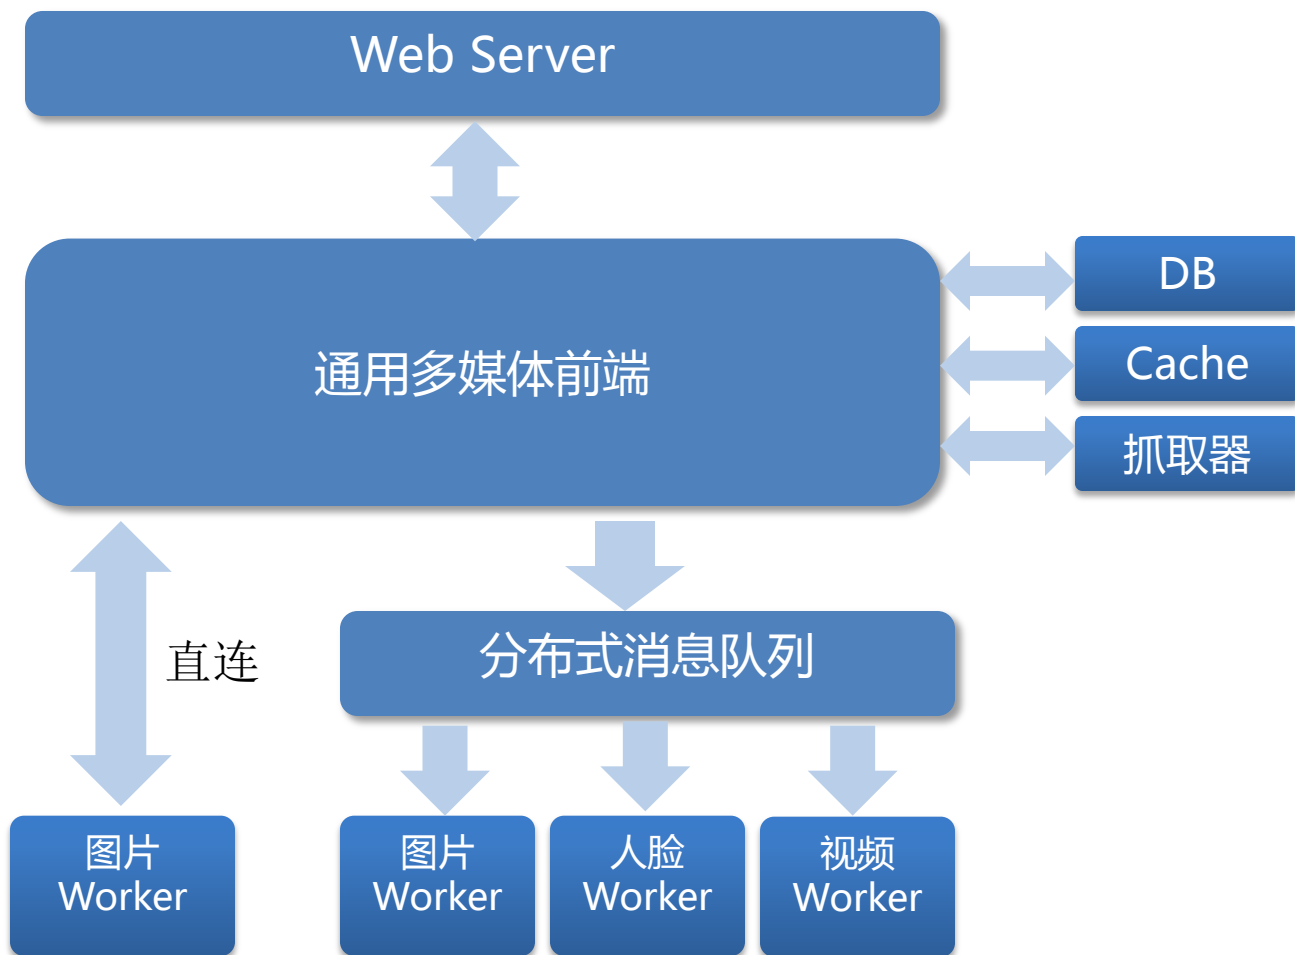 Web Server
通用多媒体前端
DB
Cache
抓取器
直连
分布式消息队列
图片
Worker
图片
Worker
人脸
Worker
视频
Worker